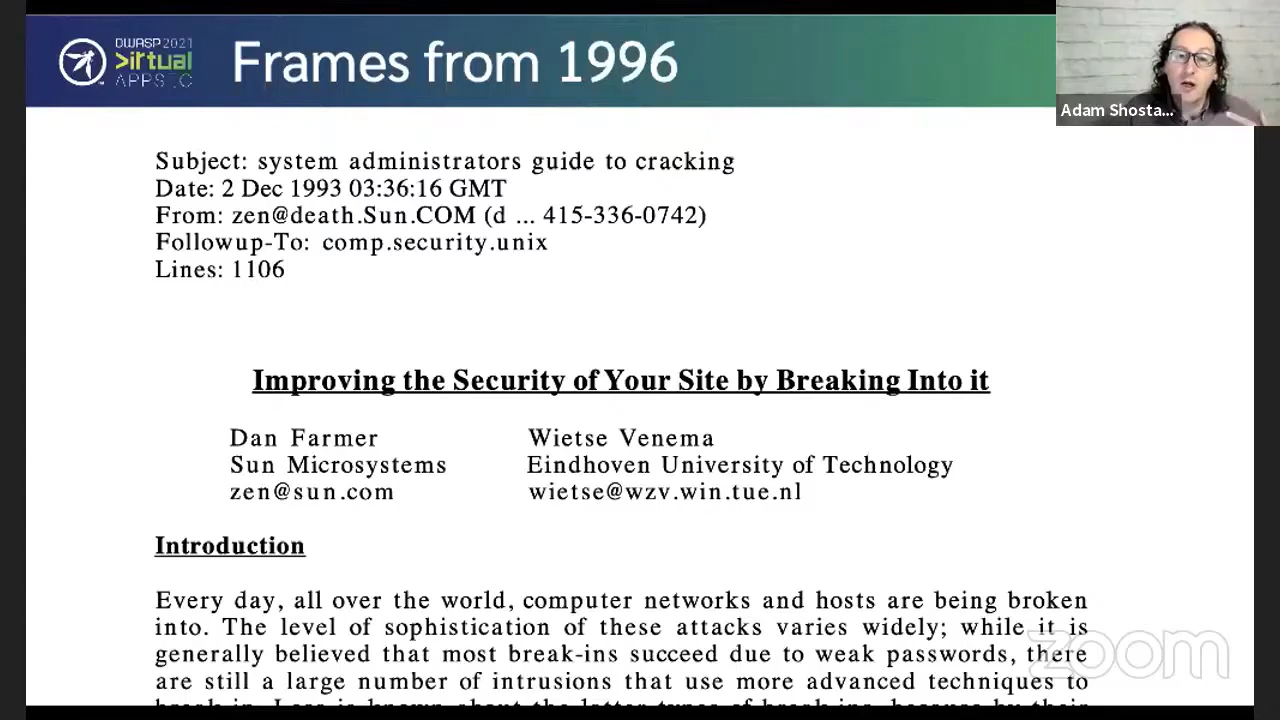 OWASP 2021
>irtual
APPSEC
Frames from 1996
Adam Shosta...
Subject: system administrators guide to cracking
Date: 2 Dec 1993 03:36:16 GMT
From: zen@death.Sun.COM (d ... 415-336-0742)
Followup-To: comp.security.unix
Lines: 1106
Improving the Security of Your Site by Breaking Into it
Dan Farmer Wietse Venema
Sun Microsystems Eindhoven University of Technology
zen@sun.com wietse@wzv.win.tue.nl
Introduction
Every day, all over the world, computer networks and hosts are being broken
into. The level of sophistication of these attacks varies widely; while it is
generally believed that most break-ins succeed due to weak passwords, there
are still a large number of intrusions that use more advanced techniques to
zoom